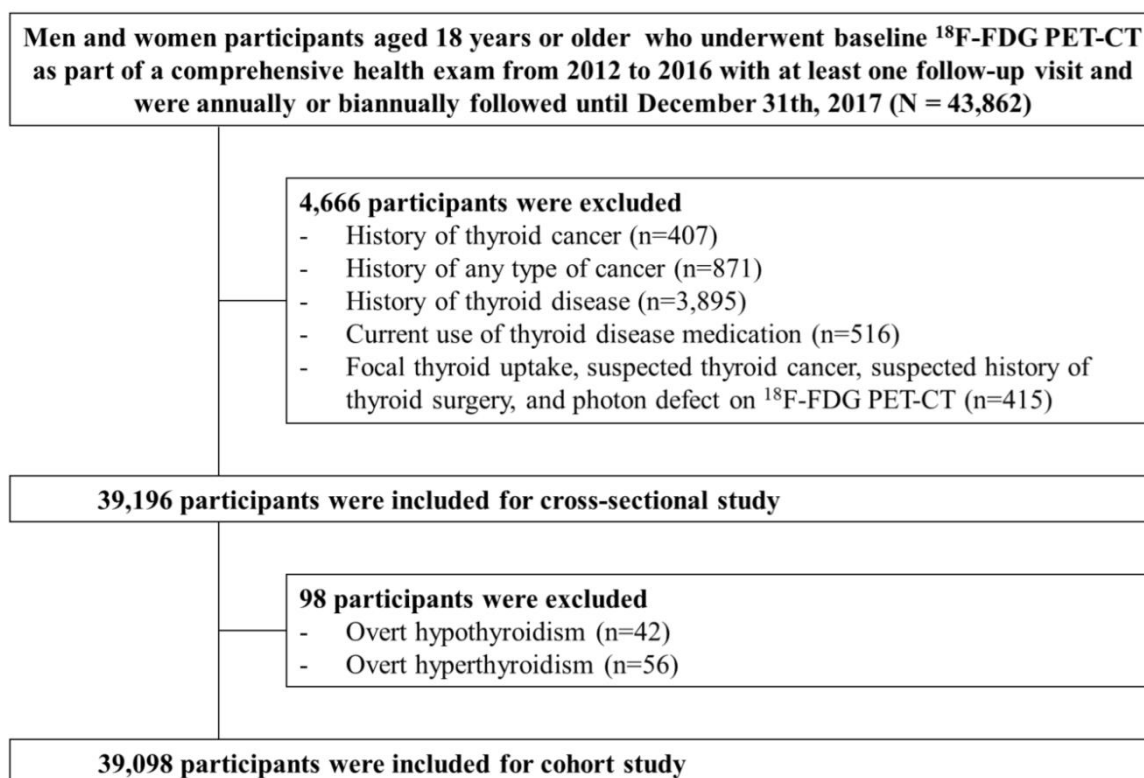 Men and women participants aged 18 years or older who underwent baseline ¹⁸F-FDG PET-CT
as part of a comprehensive health exam from 2012 to 2016 with at least one follow-up visit and
were annually or biannually followed until December 31th, 2017 (N = 43,862)
4,666 participants were excluded
- History of thyroid cancer (n=407)
- History of any type of cancer (n=871)
- History of thyroid disease (n=3,895)
- Current use of thyroid disease medication (n=516)
- Focal thyroid uptake, suspected thyroid cancer, suspected history of
thyroid surgery, and photon defect on ¹⁸F-FDG PET-CT (n=415)
39,196 participants were included for cross-sectional study
98 participants were excluded
- Overt hypothyroidism (n=42)
- Overt hyperthyroidism (n=56)
39,098 participants were included for cohort study